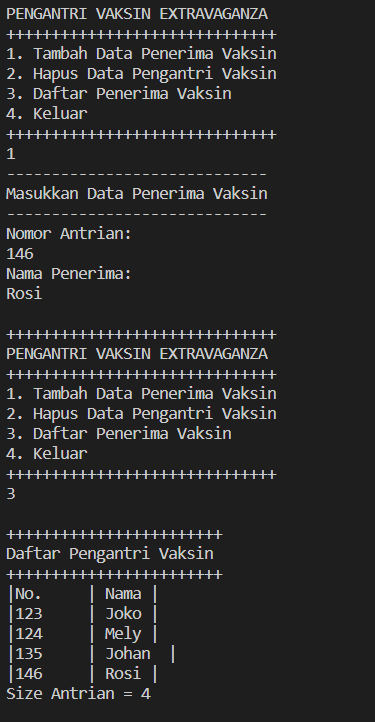 PENGANTRI VAKSIN EXTRAVAGANZA
++++++++++++++++++++++++++++++
1. Tambah Data Penerima Vaksin
2. Hapus Data Pengantri Vaksin
3. Daftar Penerima Vaksin
4. Keluar
++++++++++++++++++++++++++++++
1
-----------------------------
Masukkan Data Penerima Vaksin
-----------------------------
Nomor Antrian:
146
Nama Penerima:
Rosi

++++++++++++++++++++++++++++++
PENGANTRI VAKSIN EXTRAVAGANZA
++++++++++++++++++++++++++++++
1. Tambah Data Penerima Vaksin
2. Hapus Data Pengantri Vaksin
3. Daftar Penerima Vaksin
4. Keluar
++++++++++++++++++++++++++++++
3

++++++++++++++++++++++++
Daftar Pengantri Vaksin
++++++++++++++++++++++++
|No.     | Nama |
|123     | Joko |
|124     | Mely |
|135     | Johan  |
|146     | Rosi |
Size Antrian = 4